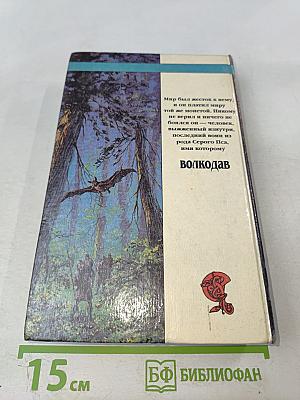 Мир был жесток к нему
и он платил миру
той же монетой. Никому
не верил и ничего не
боялся он — человек,
выжженный изнутри,
последний воин из
рода Серого Пса,
имя которому
ВОЛКОДАВ
15 см
БФ БИБЛИОФАН